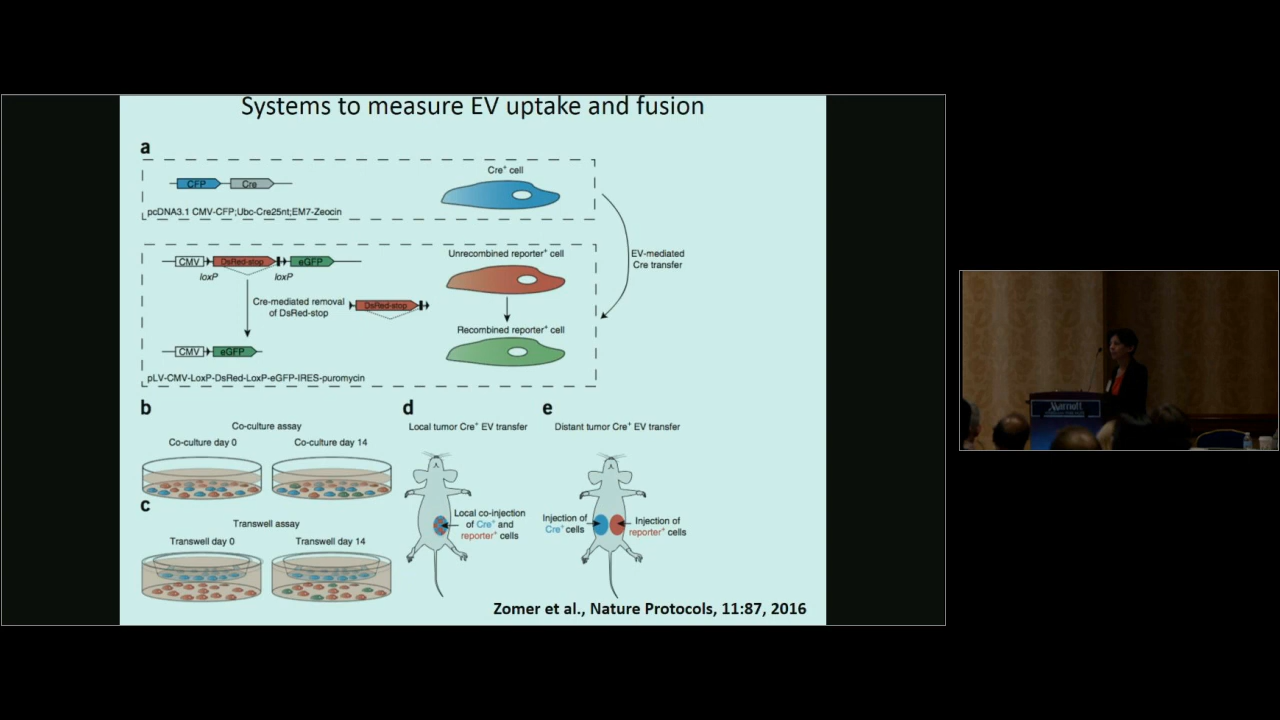 Systems to measure EV uptake and fusion
a
CFP
Cre
Cre⁺ cell
pcDNA3.1 CMV-CFP;Ubc-Cre25nt;EM7-Zeocin
CMV
DsRed-stop
eGFP
loxP
loxP
Unrecombined reporter⁺ cell
EV-mediated
Cre transfer
Cre-mediated removal
of DsRed-stop
DsRed-stop
Recombined reporter⁺ cell
CMV
eGFP
pLV-CMV-LoxP-DsRed-LoxP-eGFP-IRES-puromycin
b
Co-culture assay
Co-culture day 0
Co-culture day 14
c
Transwell assay
Transwell day 0
Transwell day 14
d
Local tumor Cre⁺ EV transfer
Local co-injection
of Cre⁺ and
reporter⁺ cells
e
Distant tumor Cre⁺ EV transfer
Injection of
Cre⁺ cells
Injection of
reporter⁺ cells
Zomer et al., Nature Protocols, 11:87, 2016
Marriott